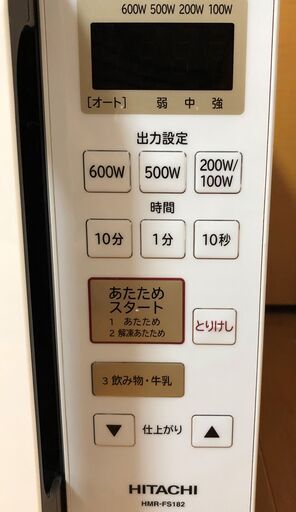 600W 500W 200W 100W
[オート] 弱 中 強
出力設定
600W 500W 200W/
100W
時間
10分 1分 10秒
あたため
スタート
1 あたため
2 解凍あたため
とりけし
3 飲み物・牛乳
▼ 仕上がり ▲
HITACHI
HMR-FS182